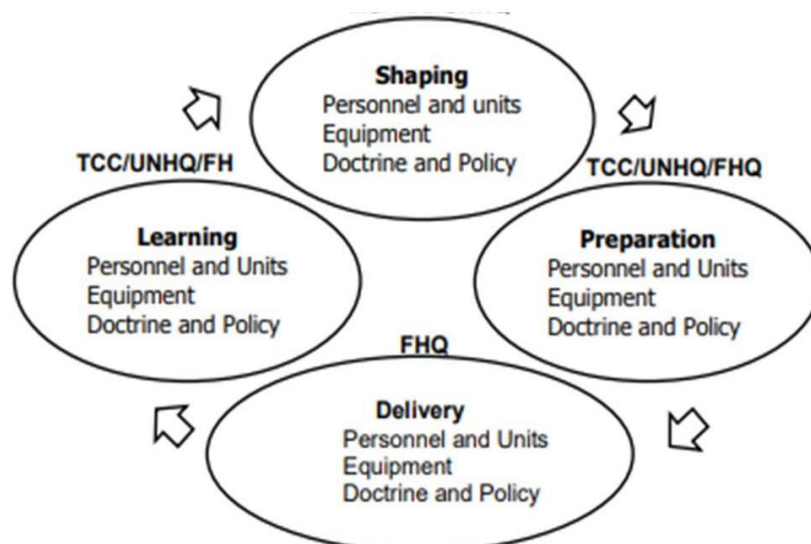 Shaping
Personnel and units
Equipment
Doctrine and Policy
TCC/UNHQ/FH
TCC/UNHQ/FHQ
Learning
Personnel and Units
Equipment
Doctrine and Policy
Preparation
Personnel and Units
Equipment
Doctrine and Policy
FHQ
Delivery
Personnel and Units
Equipment
Doctrine and Policy